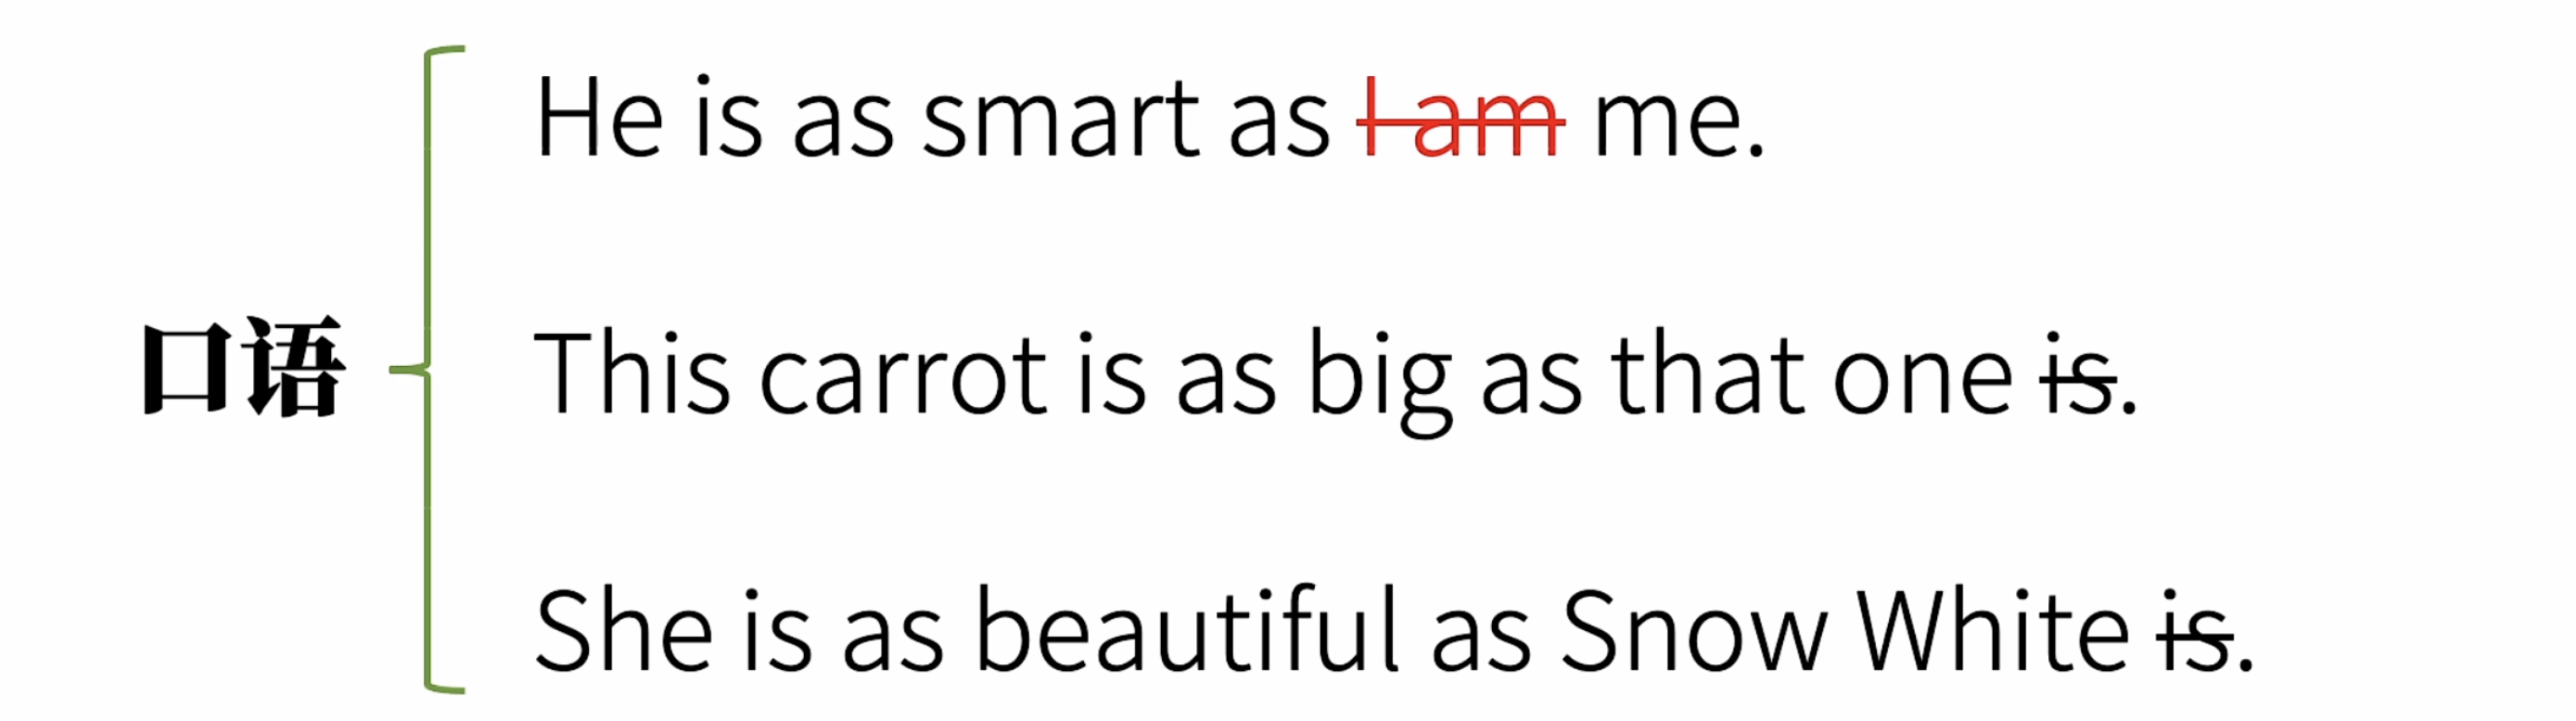 He is as smart as I am me.
口语
This carrot is as big as that one is.
She is as beautiful as Snow White is.